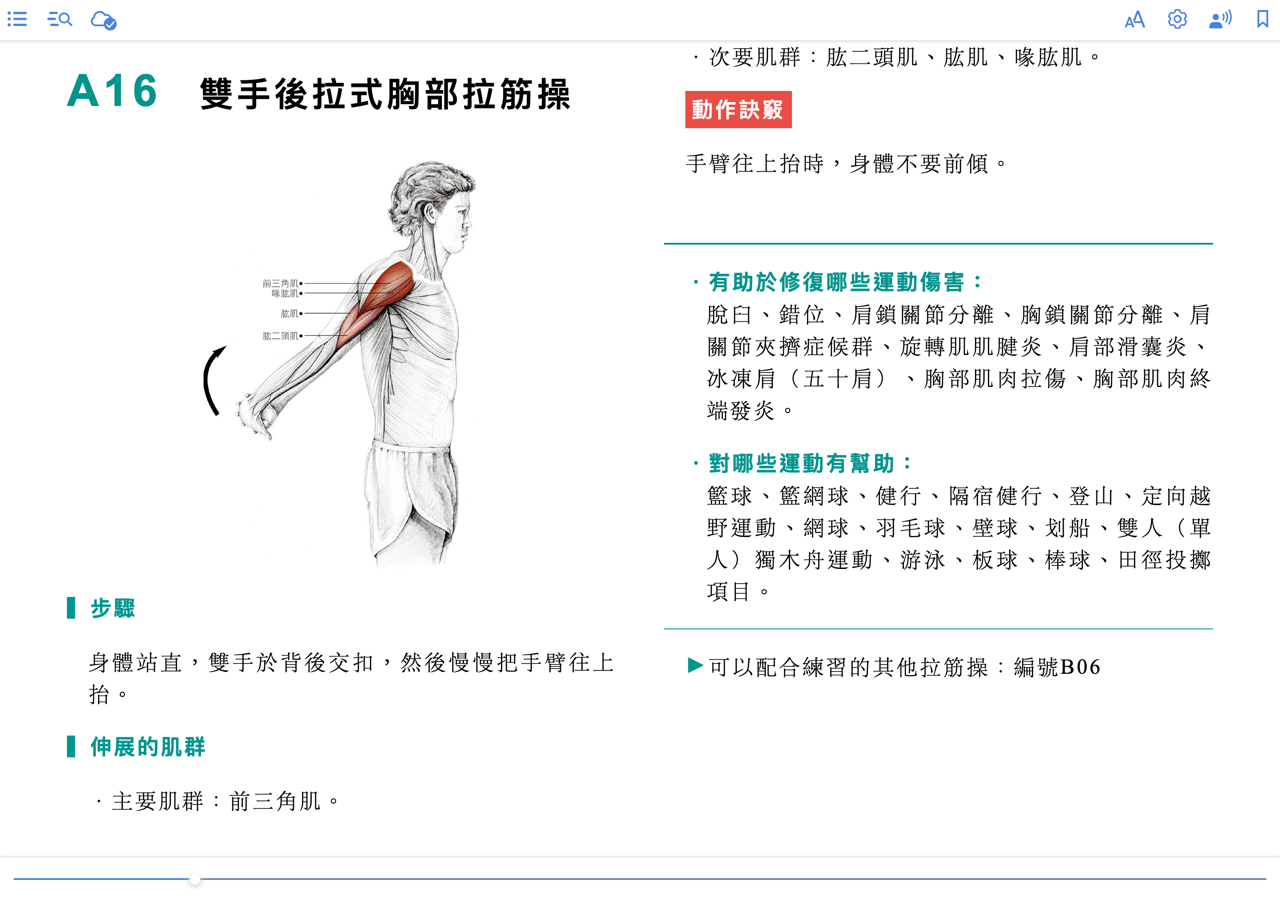 A16 雙手後拉式胸部拉筋操
前三角肌
喙肱肌
肱肌
肱二頭肌
步驟
身體站直，雙手於背後交扣，然後慢慢把手臂往上
抬。
伸展的肌群
．主要肌群：前三角肌。
．次要肌群：肱二頭肌、肱肌、喙肱肌。
動作訣竅
手臂往上抬時，身體不要前傾。
．有助於修復哪些運動傷害：
脫臼、錯位、肩鎖關節分離、胸鎖關節分離、肩
關節夾擠症候群、旋轉肌肌腱炎、肩部滑囊炎、
冰凍肩（五十肩）、胸部肌肉拉傷、胸部肌肉終
端發炎。
．對哪些運動有幫助：
籃球、籃網球、健行、隔宿健行、登山、定向越
野運動、網球、羽毛球、壁球、划船、雙人（單
人）獨木舟運動、游泳、板球、棒球、田徑投擲
項目。
▶可以配合練習的其他拉筋操：編號B06